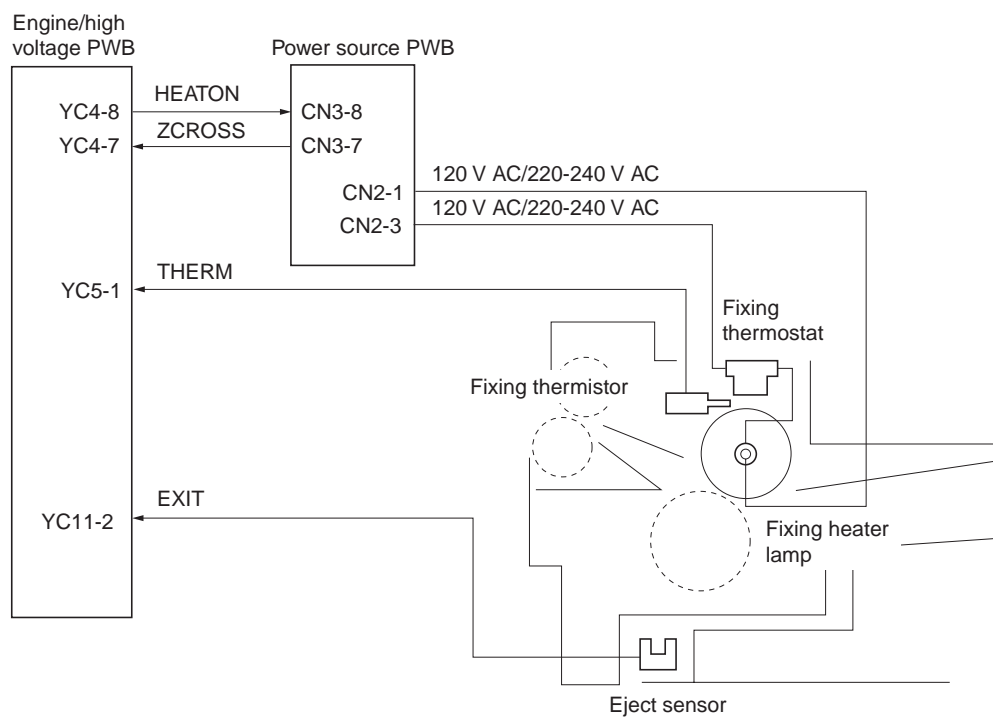 Engine/high
voltage PWB
Power source PWB
YC4-8
HEATON
CN3-8
YC4-7
ZCROSS
CN3-7
CN2-1
120 V AC/220-240 V AC
CN2-3
120 V AC/220-240 V AC
YC5-1
THERM
Fixing
thermostat
Fixing thermistor
YC11-2
EXIT
Fixing heater
lamp
Eject sensor